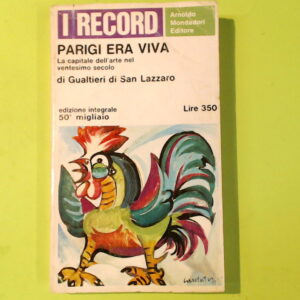 I RECORD
Arnoldo
Mondadori
Editore
PARIGI ERA VIVA
La capitale dell'arte nel
ventesimo secolo
di Gualtieri di San Lazzaro
edizione integrale
50° migliaio
Lire 350